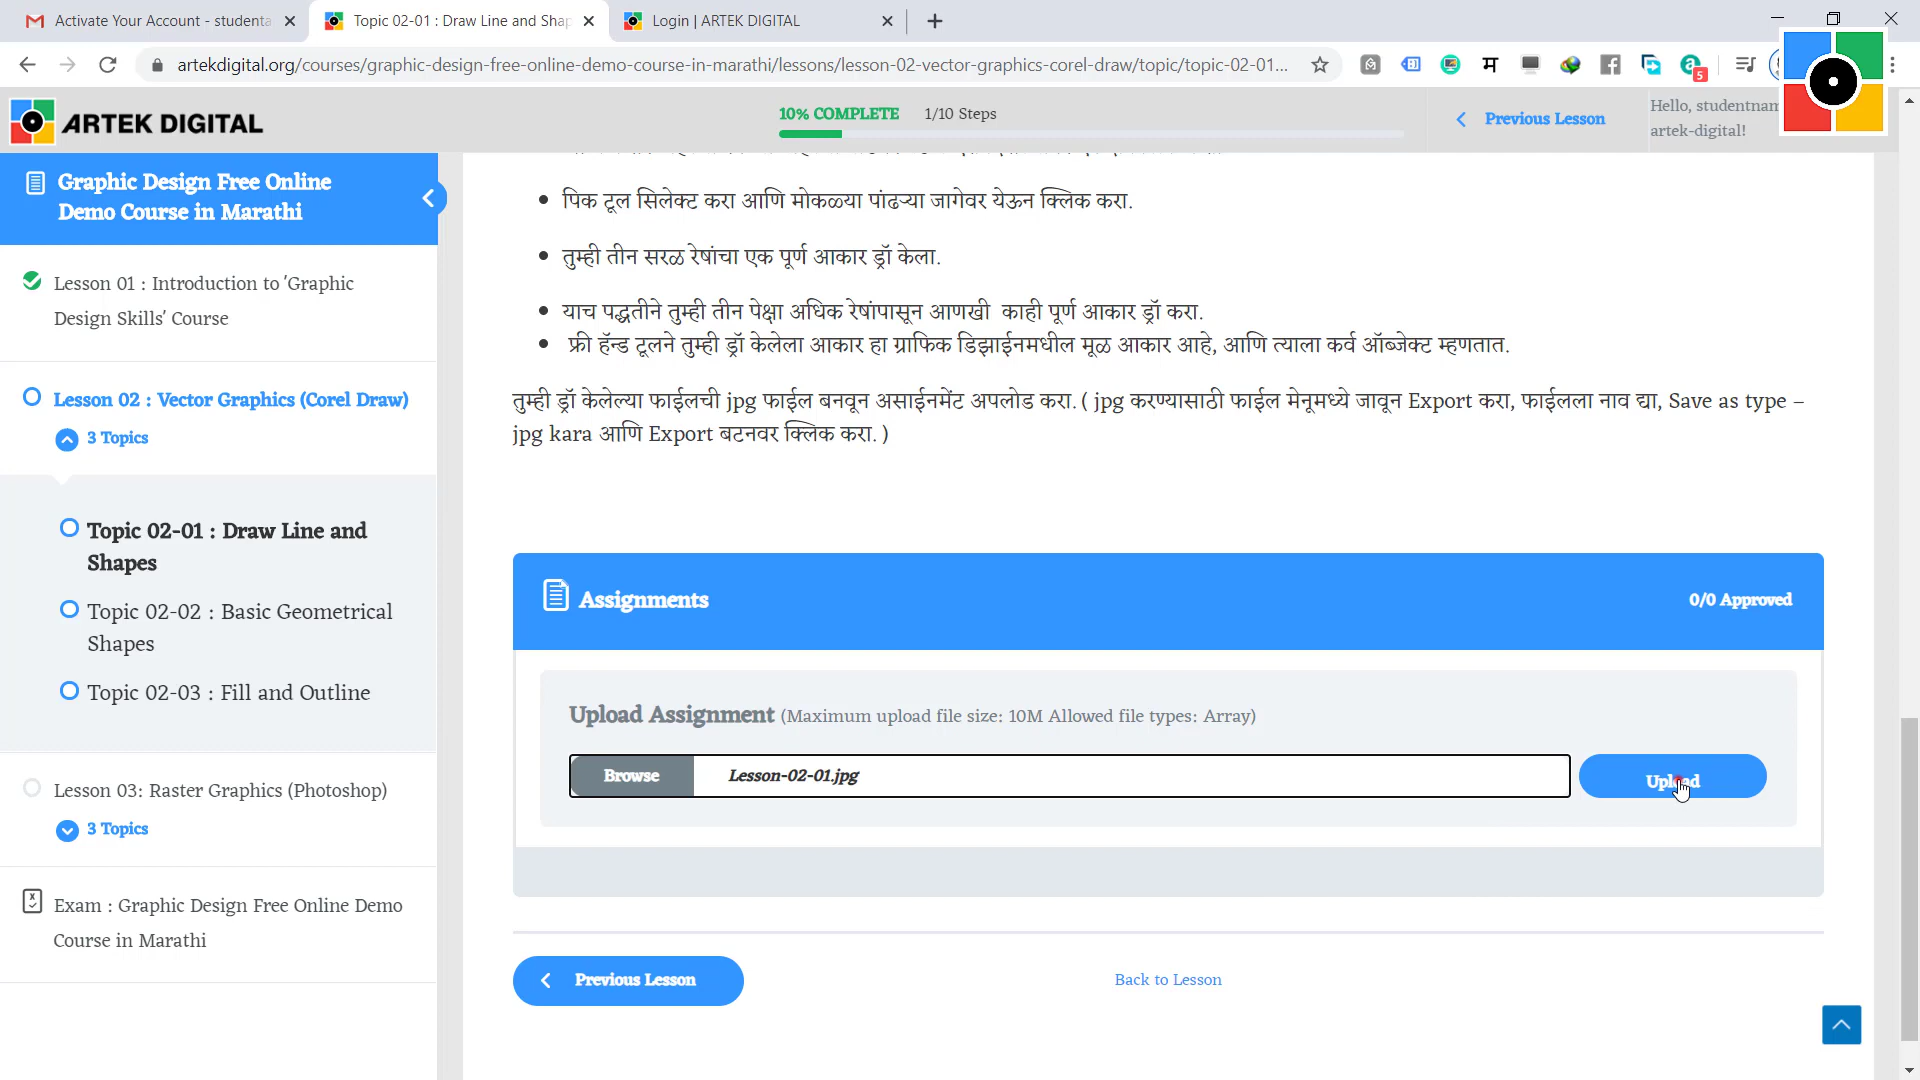 Activate Your Account - studenta
Topic 02-01 : Draw Line and Shap
Login | ARTEK DIGITAL
artekdigital.org/courses/graphic-design-free-online-demo-course-in-marathi/lessons/lesson-02-vector-graphics-corel-draw/topic/topic-02-01...
म
5
ARTEK DIGITAL
10% COMPLETE 1/10 Steps
Previous Lesson
Hello, studentnam
artek-digital!
Graphic Design Free Online
Demo Course in Marathi
Lesson 01 : Introduction to 'Graphic
Design Skills' Course
Lesson 02 : Vector Graphics (Corel Draw)
3 Topics
Topic 02-01 : Draw Line and
Shapes
Topic 02-02 : Basic Geometrical
Shapes
Topic 02-03 : Fill and Outline
Lesson 03: Raster Graphics (Photoshop)
3 Topics
Exam : Graphic Design Free Online Demo
Course in Marathi
पिक टूल सिलेक्ट करा आणि मोकळ्या पांढऱ्या जागेवर येऊन क्लिक करा.
तुम्ही तीन सरळ रेषांचा एक पूर्ण आकार ड्रॉ केला.
याच पद्धतीने तुम्ही तीन पेक्षा अधिक रेषांपासून आणखी काही पूर्ण आकार ड्रॉ करा.
फ्री हॅन्ड टूलने तुम्ही ड्रॉ केलेला आकार हा ग्राफिक डिझाईनमधील मूळ आकार आहे, आणि त्याला कर्व ऑब्जेक्ट म्हणतात.
तुम्ही ड्रॉ केलेल्या फाईलची jpg फाईल बनवून असाईनमेंट अपलोड करा. ( jpg करण्यासाठी फाईल मेनूमध्ये जावून Export करा, फाईलला नाव द्या, Save as type –
jpg kara आणि Export बटनवर क्लिक करा. )
Assignments
0/0 Approved
Upload Assignment (Maximum upload file size: 10M Allowed file types: Array)
Browse Lesson-02-01.jpg
Upload
Previous Lesson
Back to Lesson